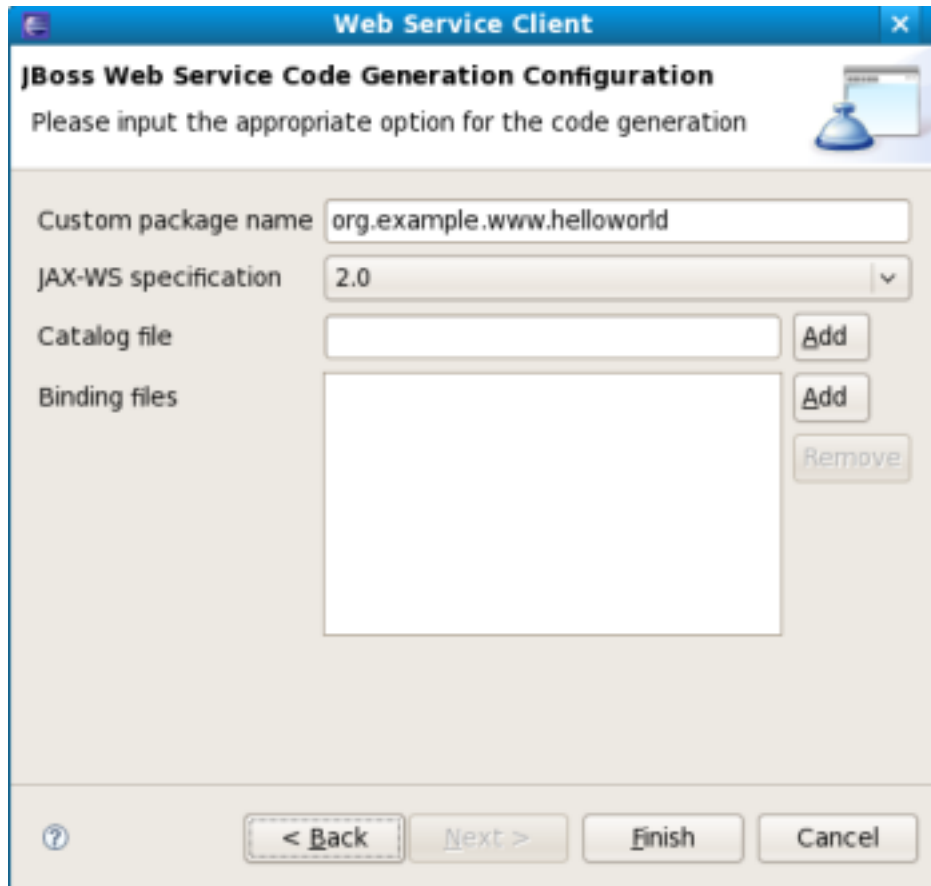 Web Service Client
JBoss Web Service Code Generation Configuration
Please input the appropriate option for the code generation
Custom package name org.example.www.helloworld
JAX-WS specification 2.0
Catalog file Add
Binding files Add
Remove
? < Back Next > Finish Cancel